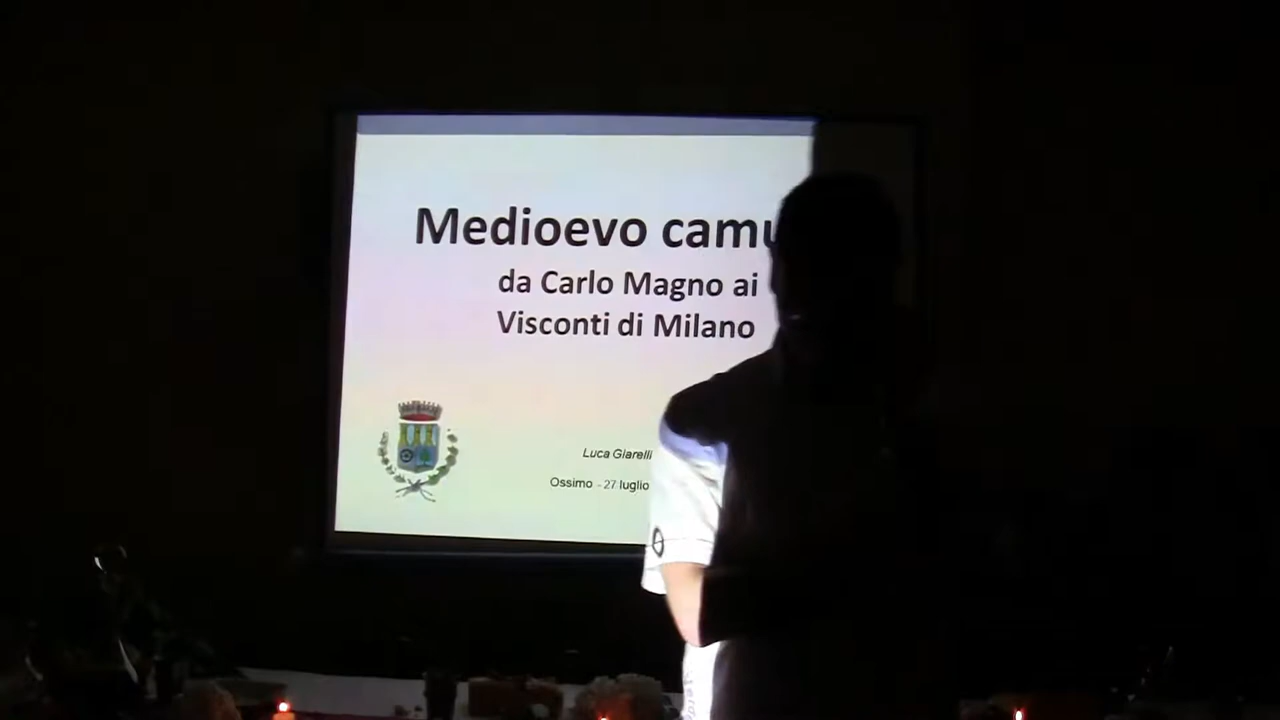 Medioevo camu
da Carlo Magno ai
Visconti di Milano
Luca Giarelli
Ossimo - 27 luglio